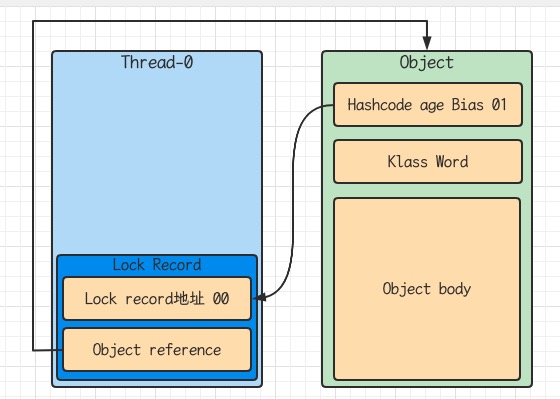 Thread-0
Lock Record
Lock record地址 00
Object reference
Object
Hashcode age Bias 01
Klass Word
Object body